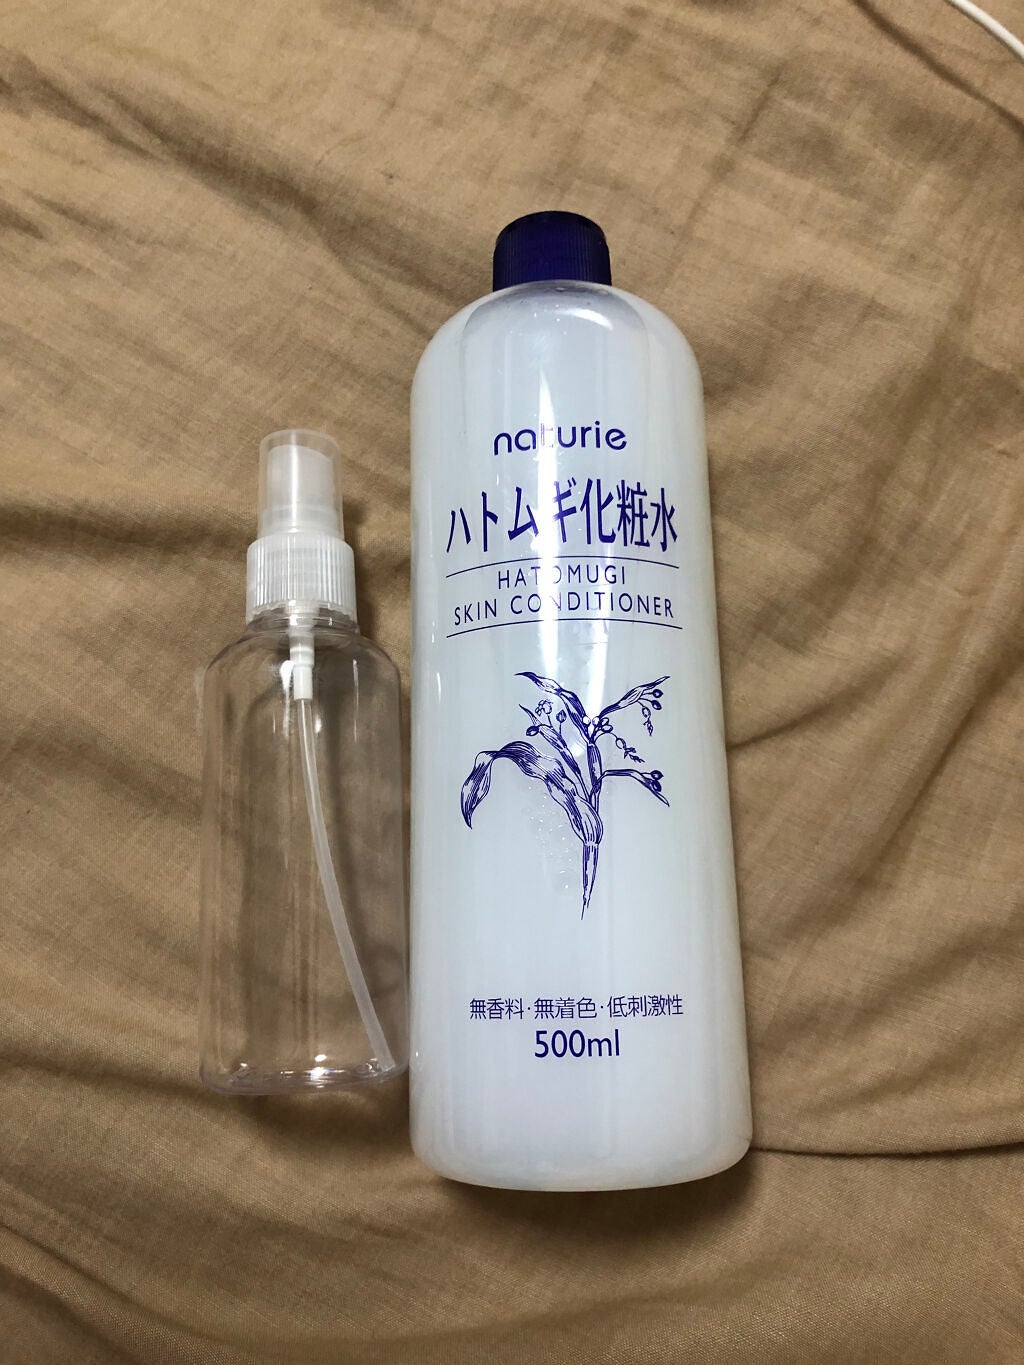 naturie
ハトムギ化粧水
HATOMUGI
SKIN CONDITIONER
無香料･無着色･低刺激性
500ml